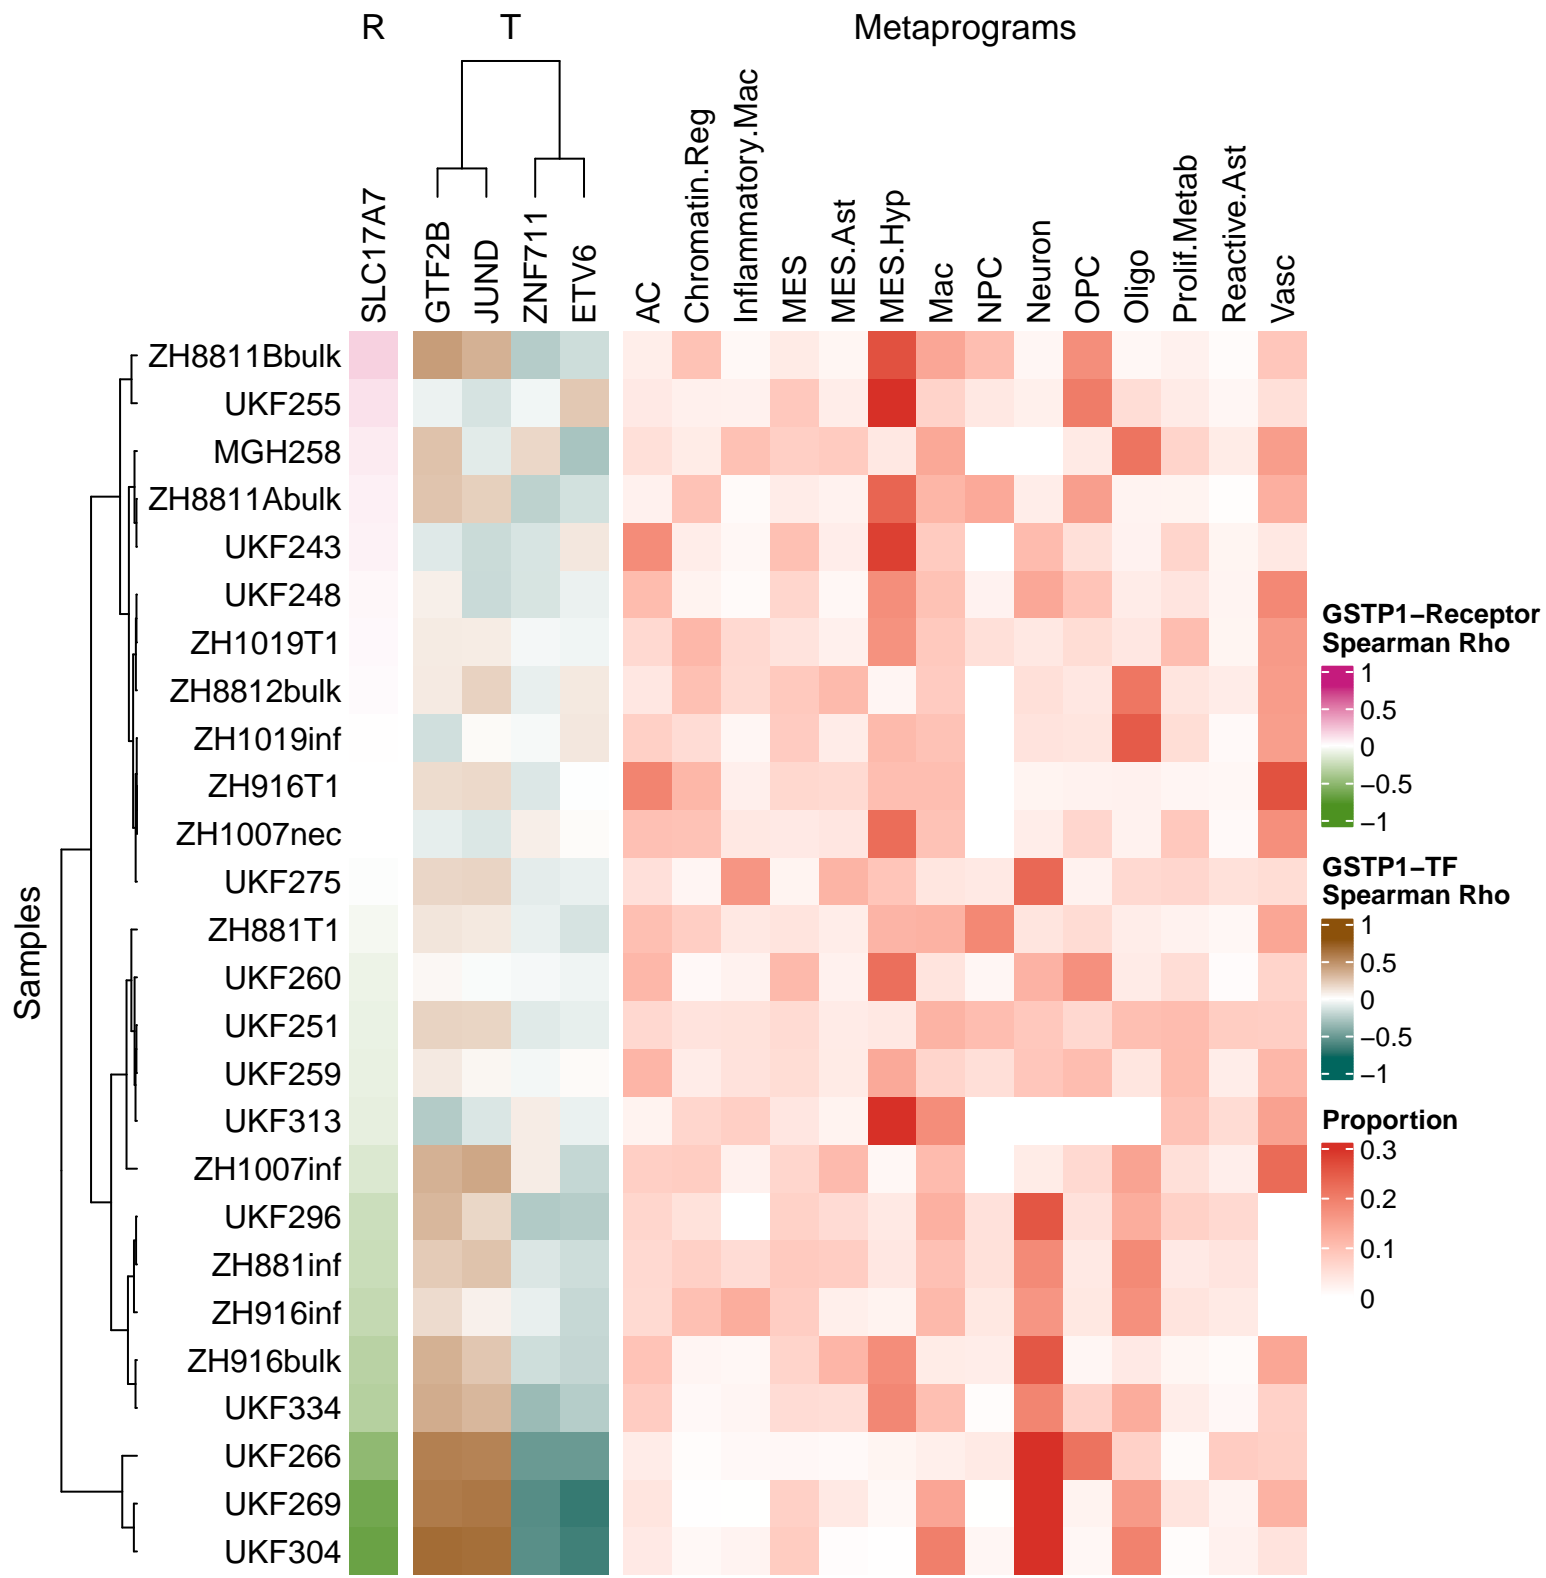 R T Metaprograms
SLC17A7 GTF2B JUND ZNF711 ETV6 AC Chromatin.Reg Inflammatory.Mac MES MES.Ast MES.Hyp Mac NPC Neuron OPC Oligo Prolif.Metab Reactive.Ast Vasc
Samples
ZH8811Bbulk
UKF255
MGH258
ZH8811Abulk
UKF243
UKF248
ZH1019T1
ZH8812bulk
ZH1019inf
ZH916T1
ZH1007nec
UKF275
ZH881T1
UKF260
UKF251
UKF259
UKF313
ZH1007inf
UKF296
ZH881inf
ZH916inf
ZH916bulk
UKF334
UKF266
UKF269
UKF304
GSTP1−Receptor
Spearman Rho
1
0.5
0
−0.5
−1
GSTP1−TF
Spearman Rho
1
0.5
0
−0.5
−1
Proportion
0.3
0.2
0.1
0